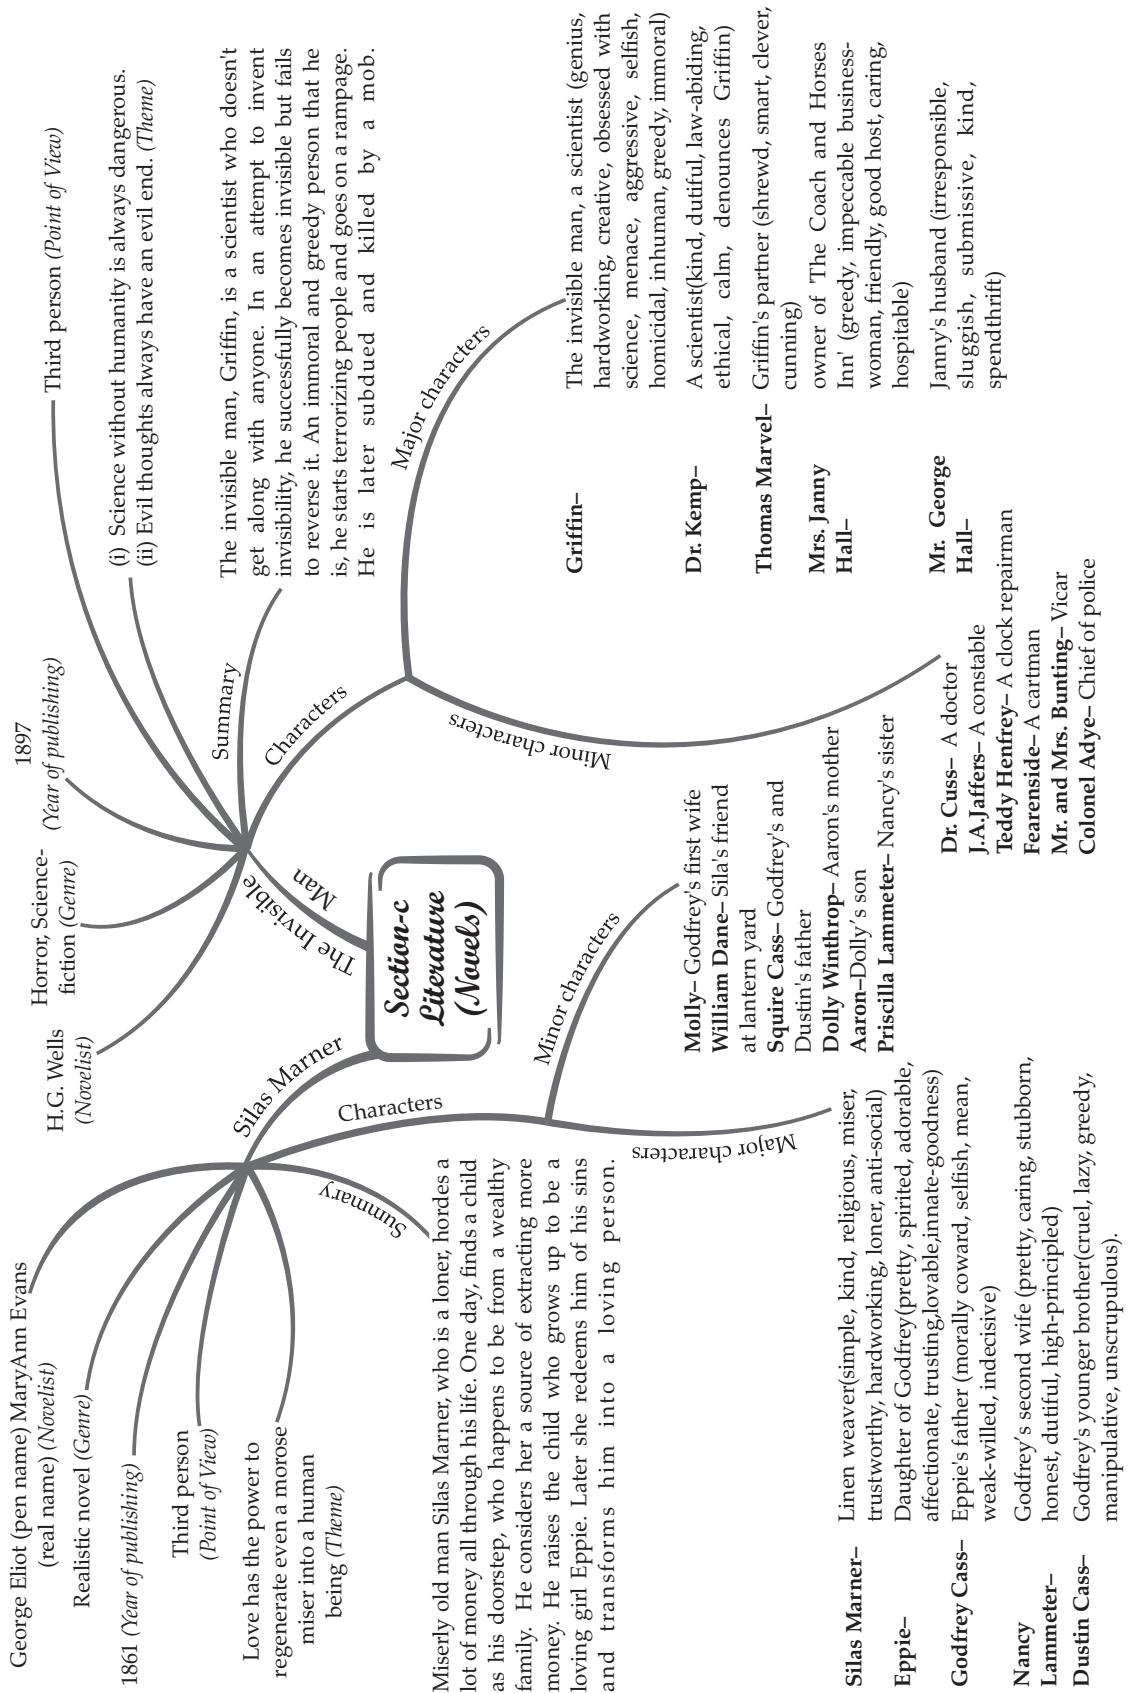 Section-c
Literature
(Novels)
Silas Marner
George Eliot (pen name) MaryAnn Evans
(real name) (Novelist)
Realistic novel (Genre)
1861 (Year of publishing)
Third person
(Point of View)
Love has the power to
regenerate even a morose
miser into a human
being (Theme)
Summary
Miserly old man Silas Marner, who is a loner, hordes a
lot of money all through his life. One day, finds a child
as his doorstep, who happens to be from a wealthy
family. He considers her a source of extracting more
money. He raises the child who grows up to be a
loving girl Eppie. Later she redeems him of his sins
and transforms him into a loving person.
Characters
Major characters
Silas Marner– Linen weaver(simple, kind, religious, miser,
trustworthy, hardworking, loner, anti-social)
Eppie– Daughter of Godfrey(pretty, spirited, adorable,
affectionate, trusting,lovable,innate-goodness)
Godfrey Cass– Eppie's father (morally coward, selfish, mean,
weak-willed, indecisive)
Nancy Godfrey's second wife (pretty, caring, stubborn,
Lammeter– honest, dutiful, high-principled)
Dustin Cass– Godfrey's younger brother(cruel, lazy, greedy,
manipulative, unscrupulous).
Minor characters
Molly– Godfrey's first wife
William Dane– Sila's friend
at lantern yard
Squire Cass– Godfrey's and
Dustin's father
Dolly Winthrop– Aaron's mother
Aaron–Dolly's son
Priscilla Lammeter– Nancy's sister
The Invisible
Man
H.G. Wells
(Novelist)
Horror, Science-
fiction (Genre)
1897
(Year of publishing)
Third person (Point of View)
(i) Science without humanity is always dangerous.
(ii) Evil thoughts always have an evil end. (Theme)
Summary
The invisible man, Griffin, is a scientist who doesn't
get along with anyone. In an attempt to invent
invisibility, he successfully becomes invisible but fails
to reverse it. An immoral and greedy person that he
is, he starts terrorizing people and goes on a rampage.
He is later subdued and killed by a mob.
Characters
Major characters
Griffin– The invisible man, a scientist (genius,
hardworking, creative, obsessed with
science, menace, aggressive, selfish,
homicidal, inhuman, greedy, immoral)
Dr. Kemp– A scientist(kind, dutiful, law-abiding,
ethical, calm, denounces Griffin)
Thomas Marvel– Griffin's partner (shrewd, smart, clever,
cunning)
Mrs. Janny owner of 'The Coach and Horses
Hall– Inn' (greedy, impeccable business-
woman, friendly, good host, caring,
hospitable)
Mr. George Janny's husband (irresponsible,
Hall– sluggish, submissive, kind,
spendthrift)
Minor characters
Dr. Cuss– A doctor
J.A.Jaffers– A constable
Teddy Henfrey– A clock repairman
Fearenside– A cartman
Mr. and Mrs. Bunting– Vicar
Colonel Adye– Chief of police